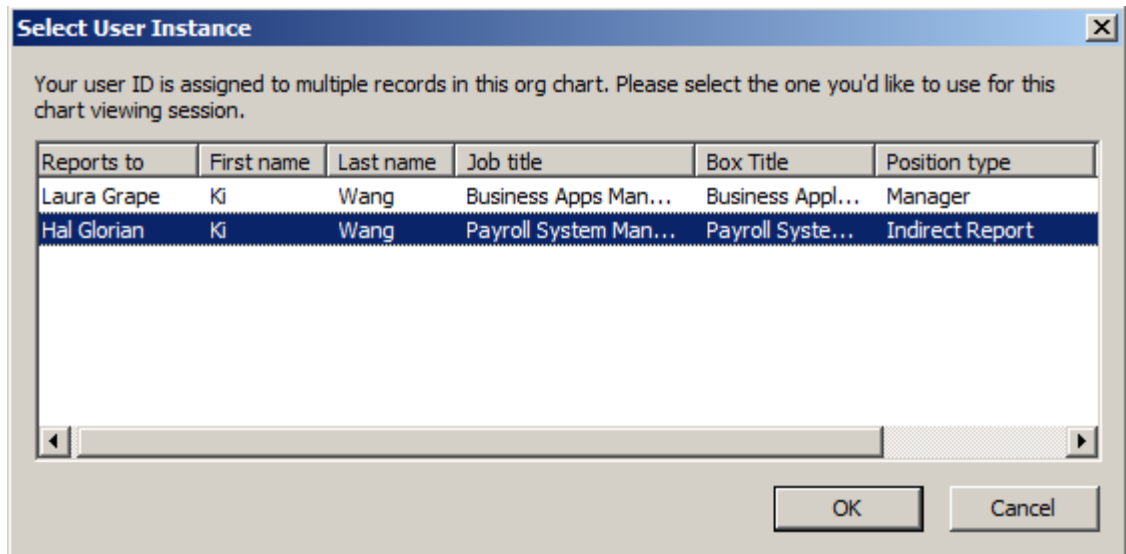 Select User Instance
Your user ID is assigned to multiple records in this org chart. Please select the one you'd like to use for this
chart viewing session.
Reports to First name Last name Job title Box Title Position type
Laura Grape Ki Wang Business Apps Man... Business Appl... Manager
Hal Glorian Ki Wang Payroll System Man... Payroll Syste... Indirect Report
OK Cancel